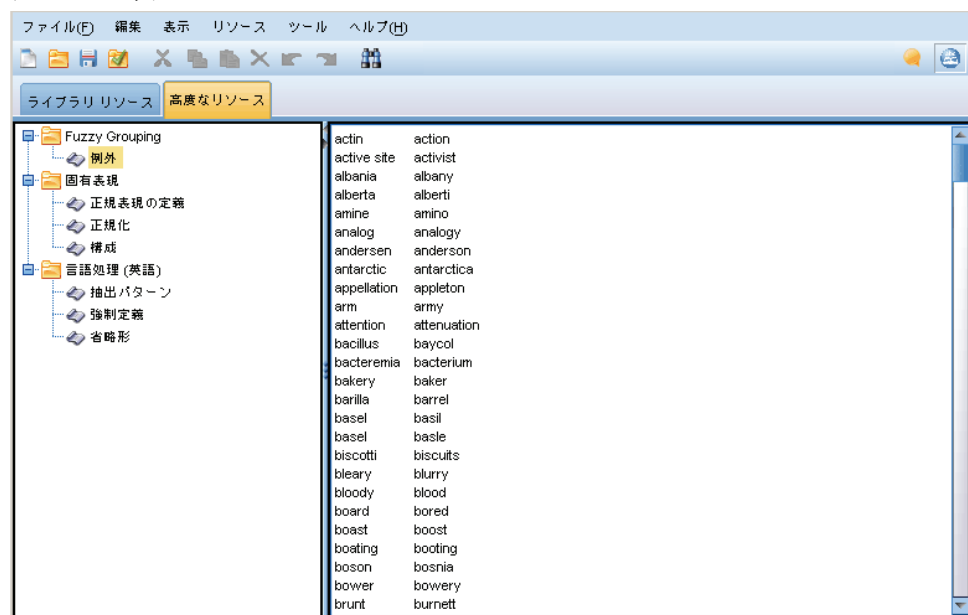 ファイル(F) 編集 表示 リソース ツール ヘルプ(H)
ライブラリ リソース 高度なリソース
Fuzzy Grouping
例外
固有表現
正規表現の定義
正規化
構成
言語処理 (英語)
抽出パターン
強制定義
省略形
actin action
active site activist
albania albany
alberta alberti
amine amino
analog analogy
andersen anderson
antarctic antarctica
appellation appleton
arm army
attention attenuation
bacillus baycol
bacteremia bacterium
bakery baker
barilla barrel
basel basil
basel basle
biscotti biscuits
bleary blurry
bloody blood
board bored
boast boost
boating booting
boson bosnia
bower bowery
brunt burnett